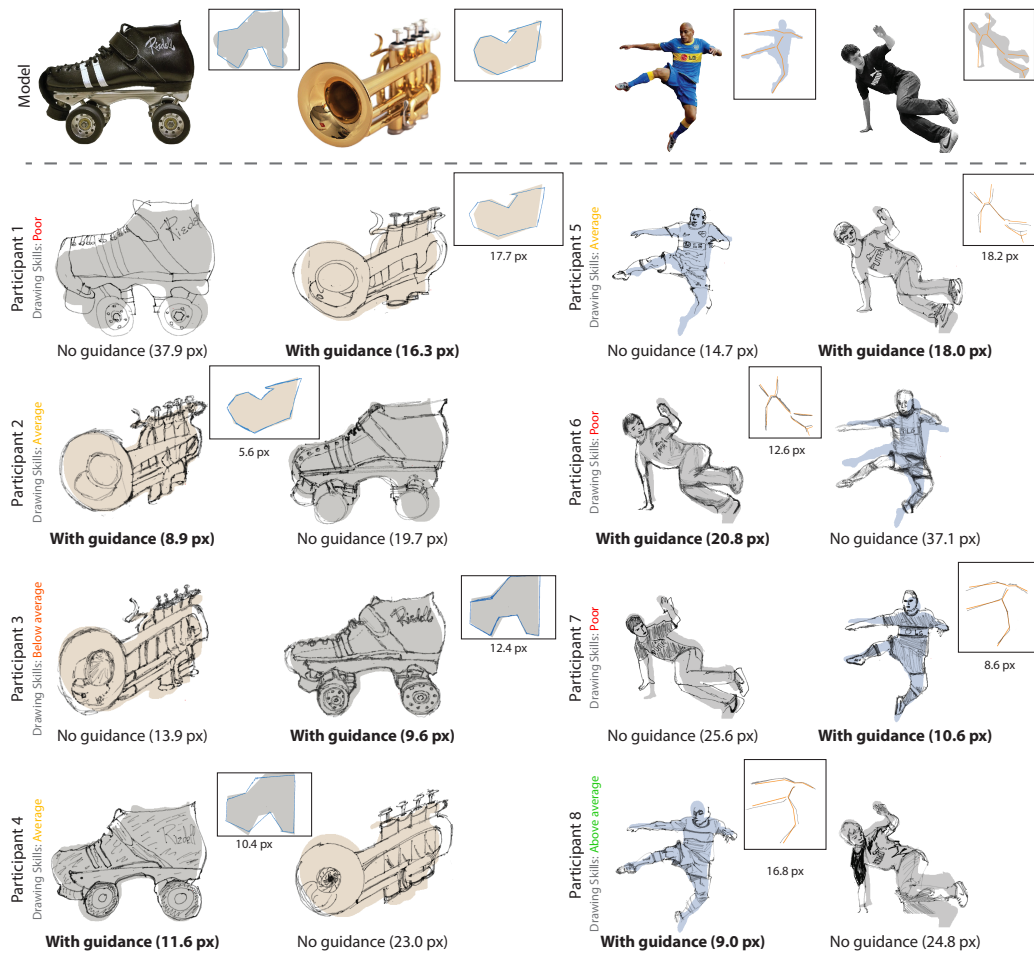 Model
Riedell
LG
Participant 1
Drawing Skills: Poor
No guidance (37.9 px)
With guidance (16.3 px)
17.7 px
Participant 5
Drawing Skills: Average
No guidance (14.7 px)
With guidance (18.0 px)
18.2 px
Participant 2
Drawing Skills: Average
With guidance (8.9 px)
5.6 px
No guidance (19.7 px)
Participant 6
Drawing Skills: Poor
With guidance (20.8 px)
12.6 px
No guidance (37.1 px)
Participant 3
Drawing Skills: Below average
No guidance (13.9 px)
With guidance (9.6 px)
12.4 px
Participant 7
Drawing Skills: Poor
No guidance (25.6 px)
With guidance (10.6 px)
8.6 px
Participant 4
Drawing Skills: Average
With guidance (11.6 px)
10.4 px
No guidance (23.0 px)
Participant 8
Drawing Skills: Above average
With guidance (9.0 px)
16.8 px
No guidance (24.8 px)